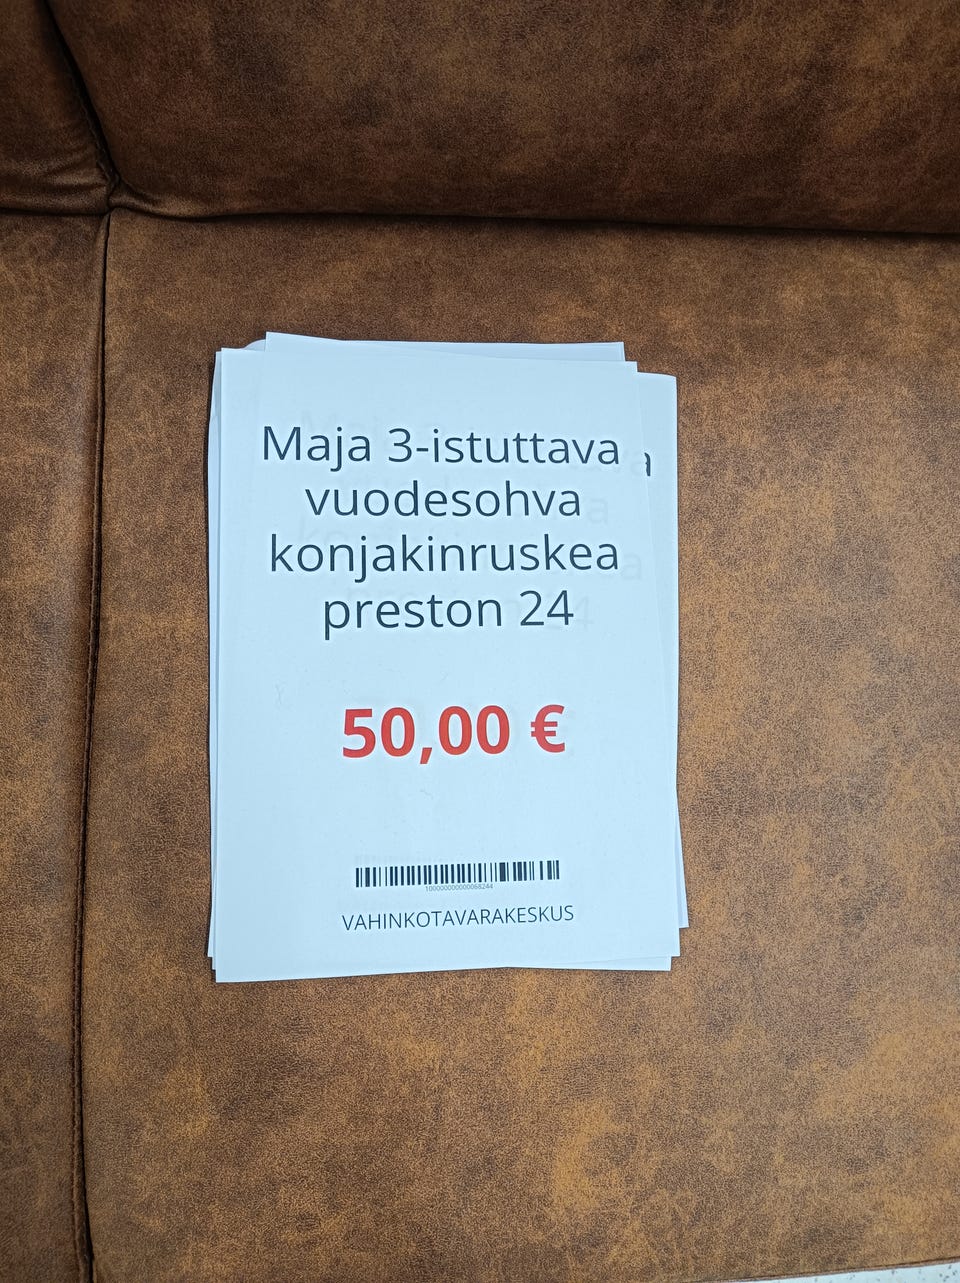 Maja 3-istuttava
vuodesohva
konjakinruskea
preston 24
50,00 €
VAHINKOTAVARAKESKUS